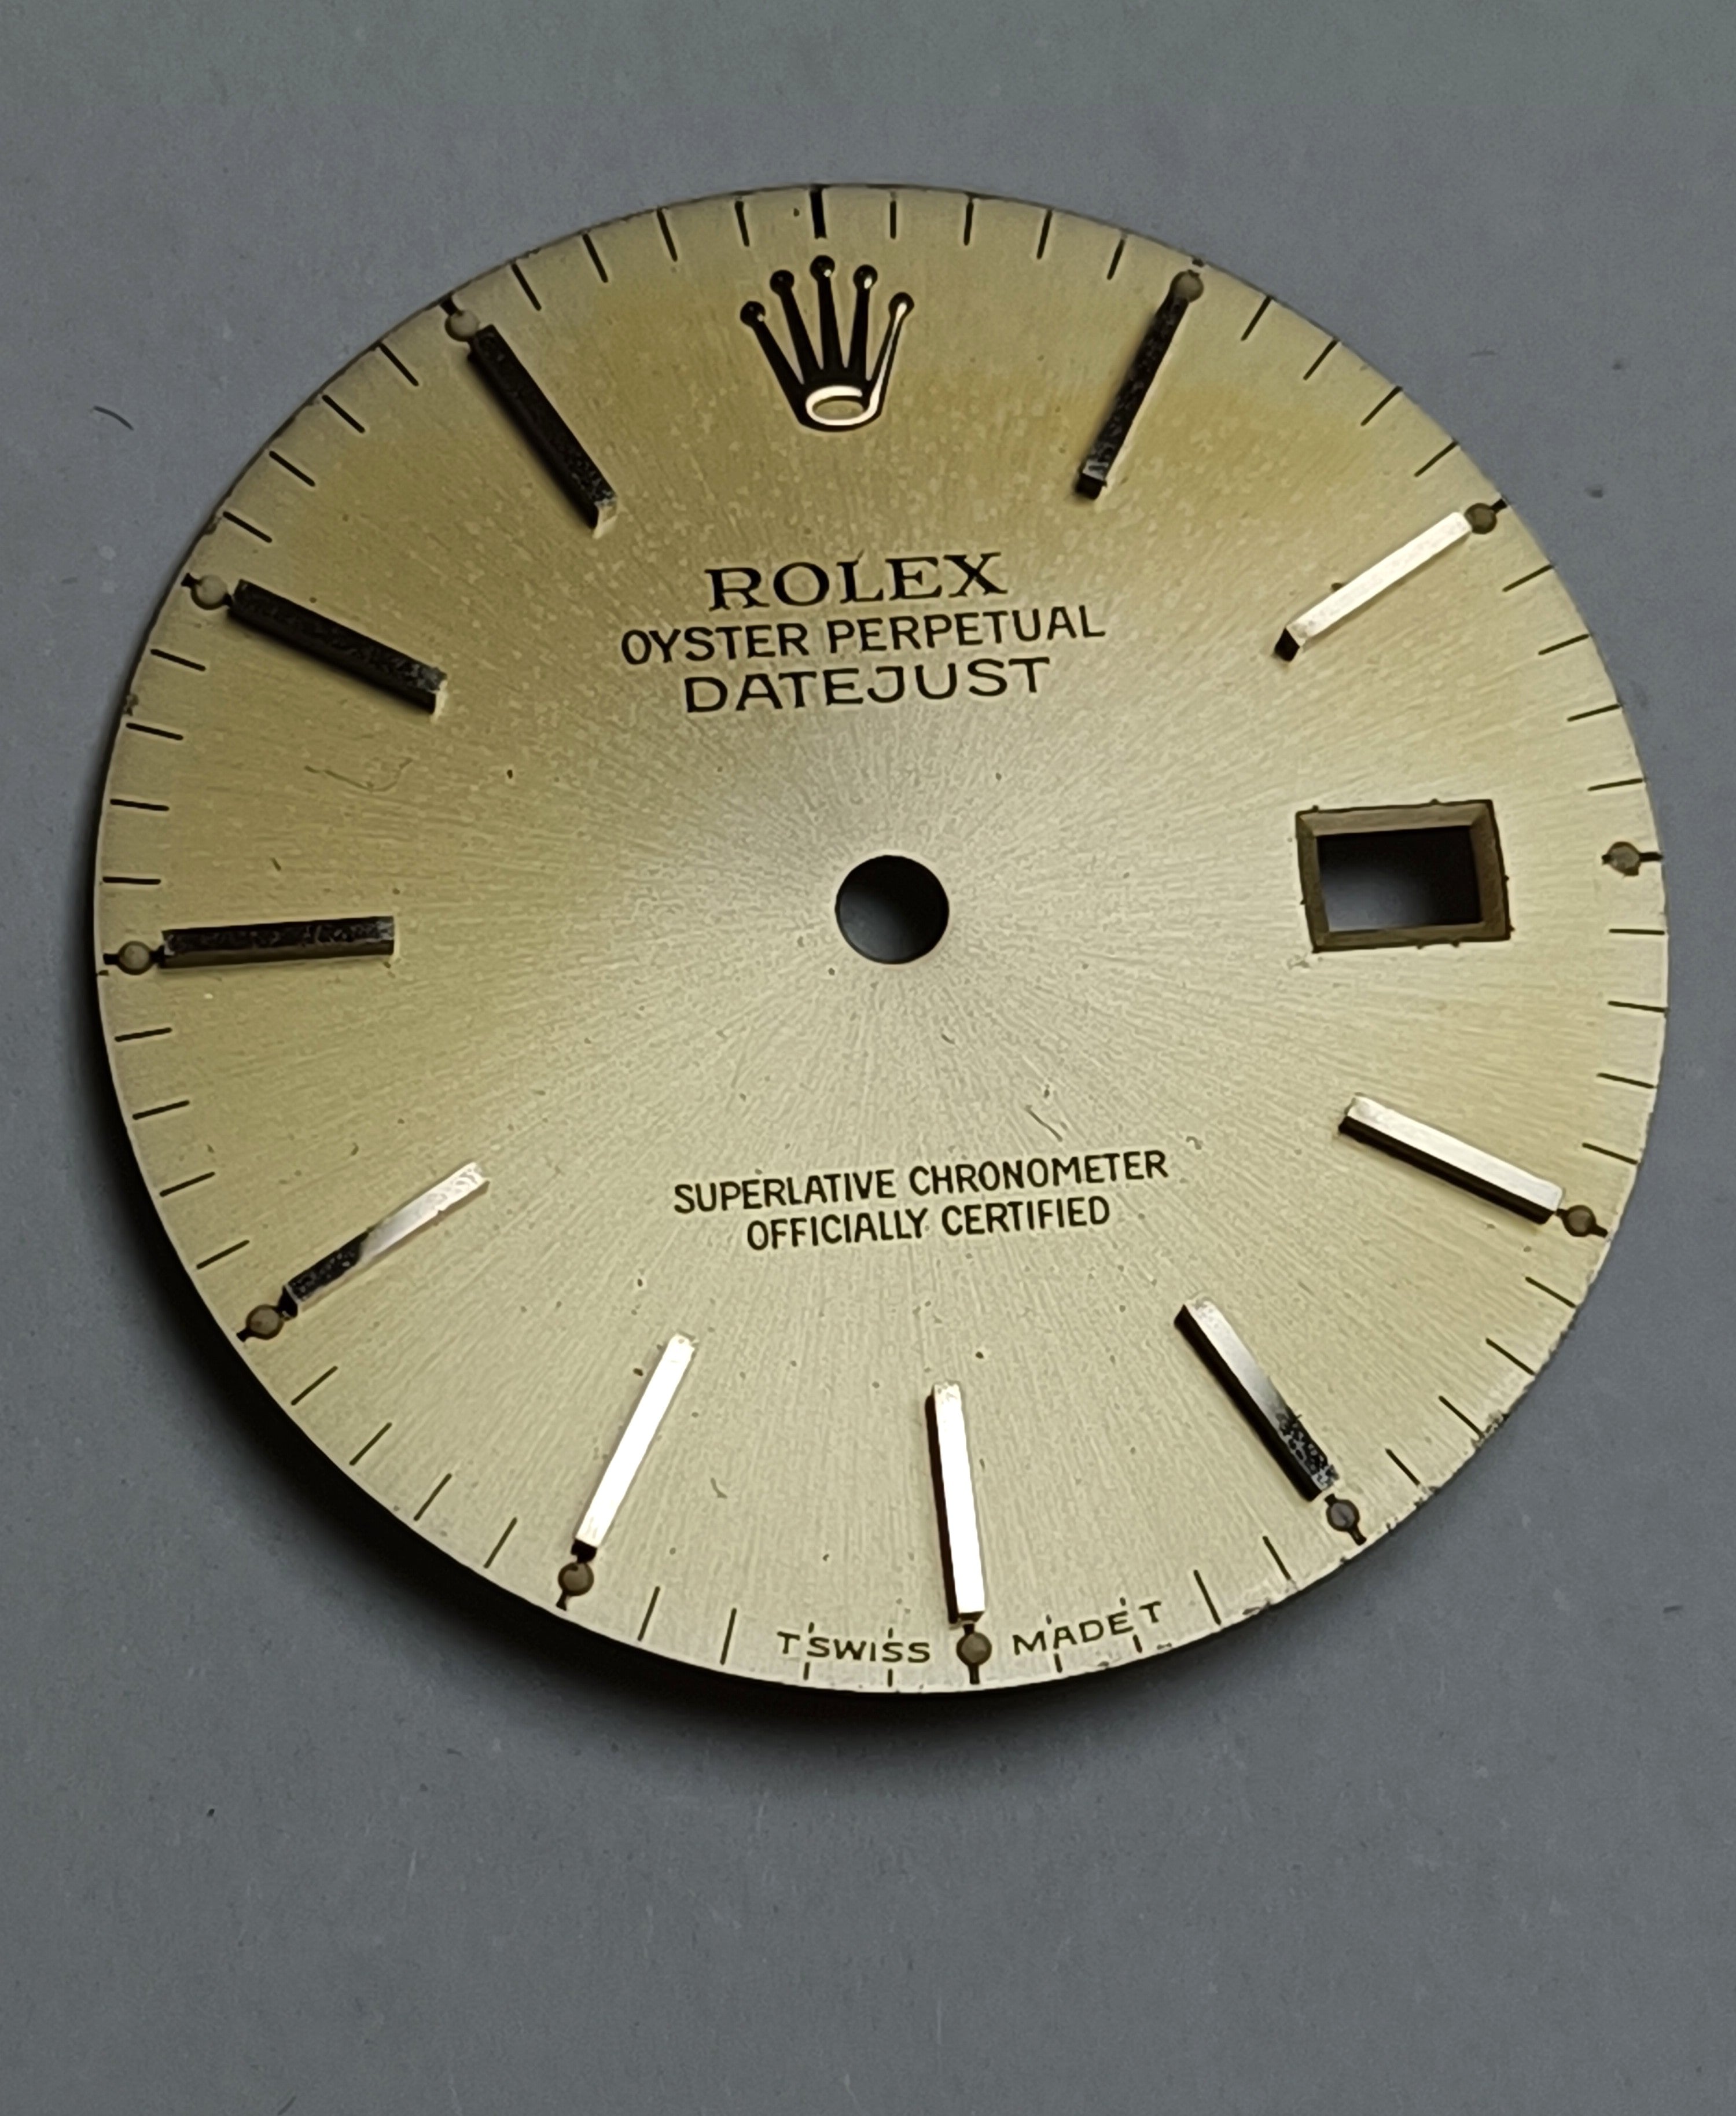 ROLEX
OYSTER PERPETUAL
DATEJUST
SUPERLATIVE CHRONOMETER
OFFICIALLY CERTIFIED
T SWISS MADE T